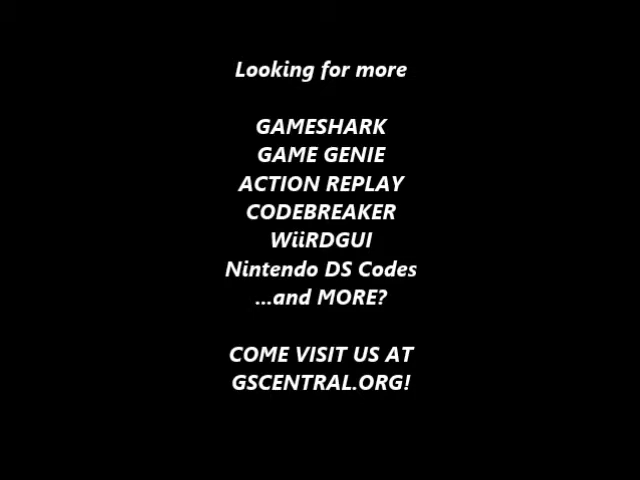 Looking for more
GAMESHARK
GAME GENIE
ACTION REPLAY
CODEBREAKER
WiiRDGUI
Nintendo DS Codes
...and MORE?
COME VISIT US AT
GSCENTRAL.ORG!